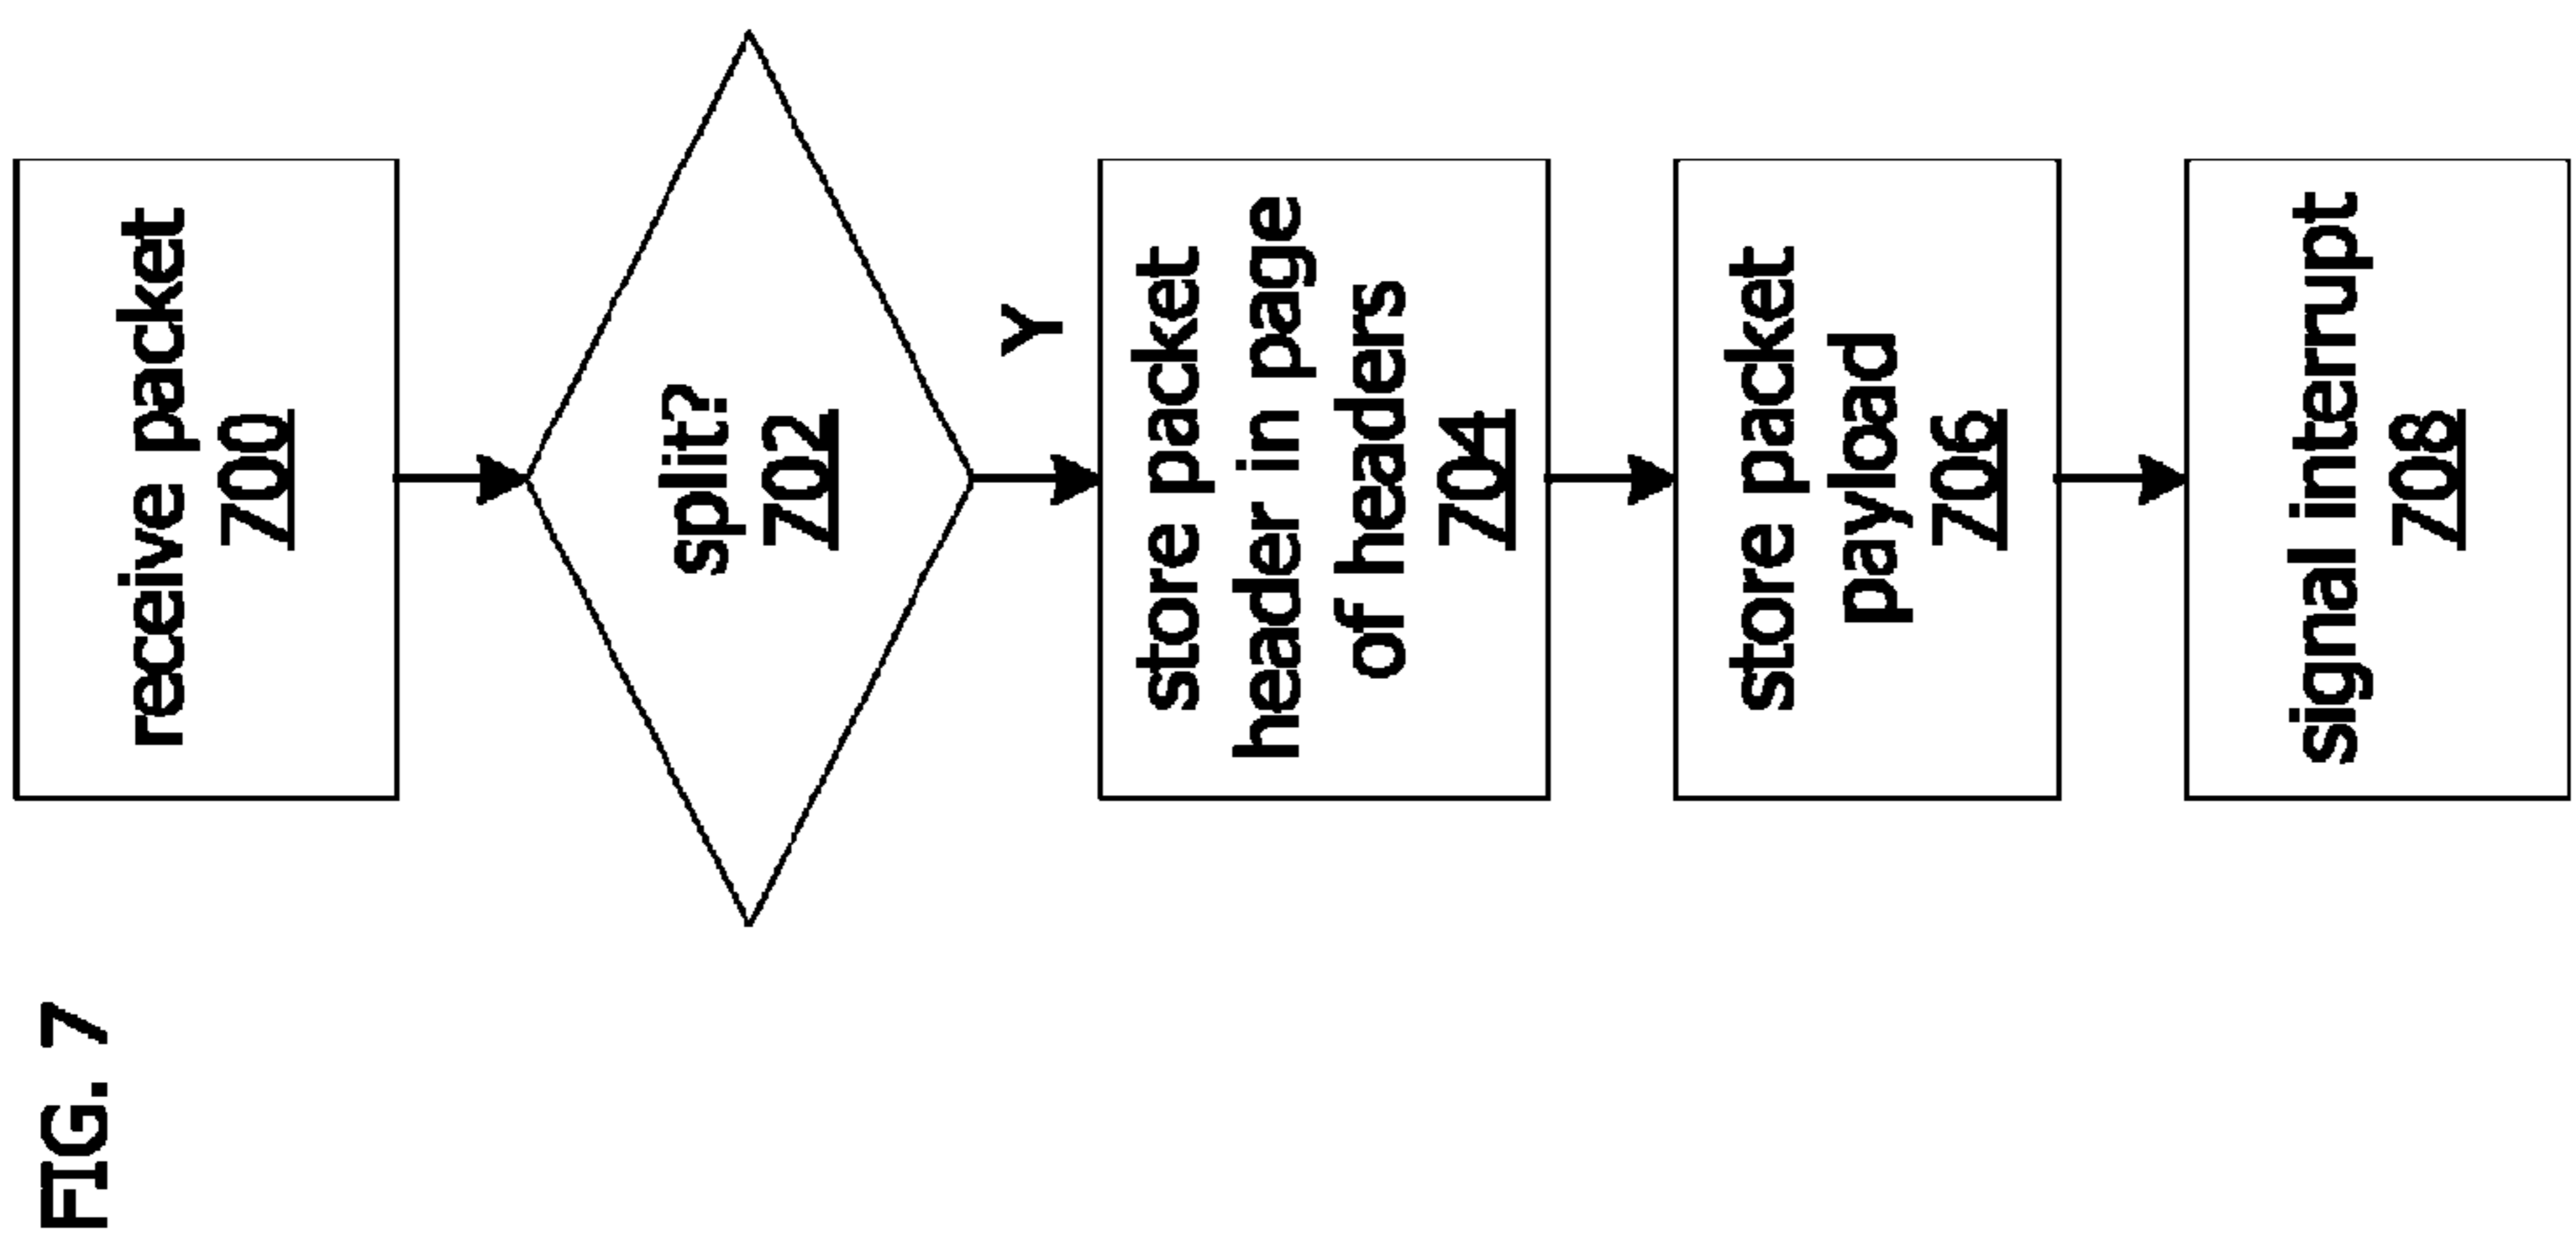 FIG. 7
receive packet
700
split?
702
Y
store packet
header in page
of headers
704
store packet
payload
706
signal interrupt
708